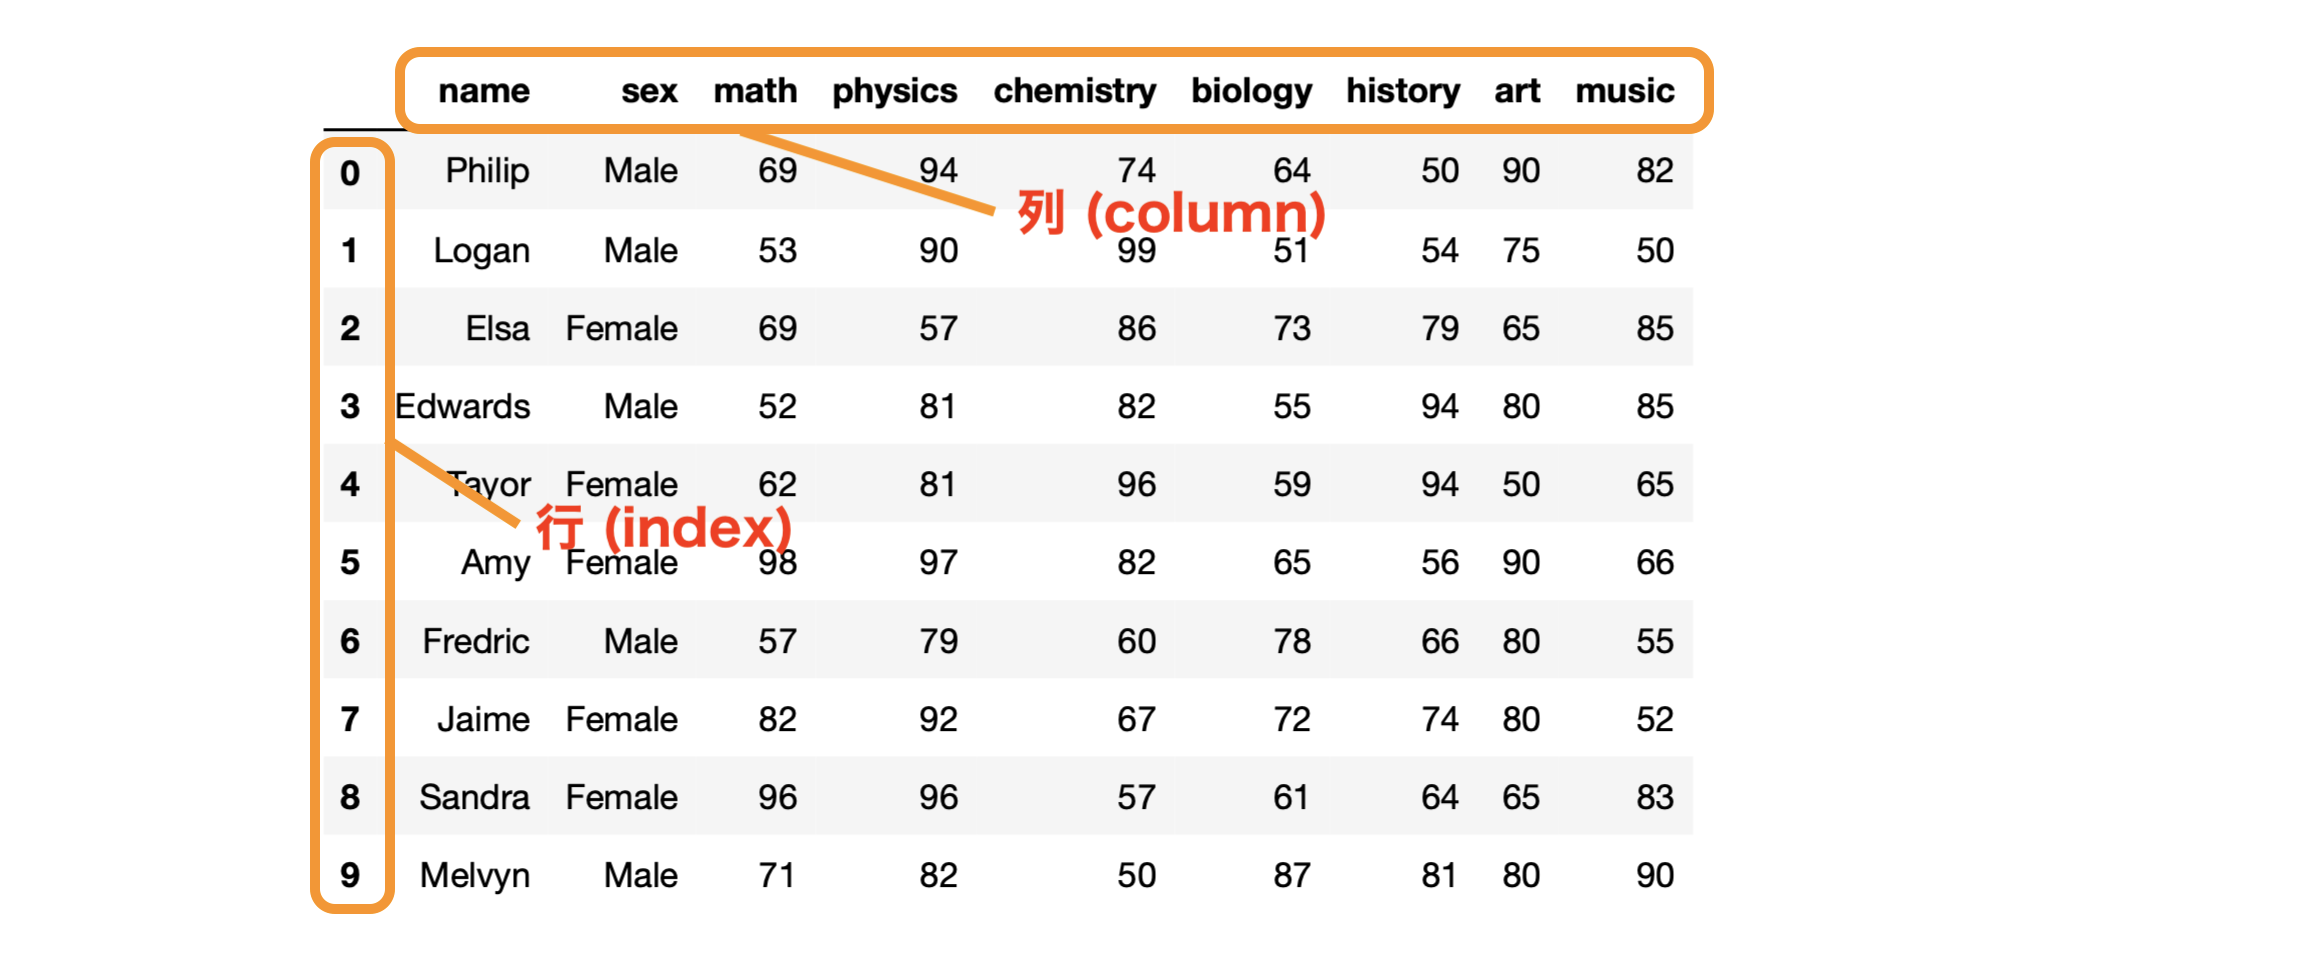 name sex math physics chemistry biology history art music
0 Philip Male 69 94 74 64 50 90 82
列 (column)
1 Logan Male 53 90 99 51 54 75 50
2 Elsa Female 69 57 86 73 79 65 85
3 Edwards Male 52 81 82 55 94 80 85
4 Tayor Female 62 81 96 59 94 50 65
行 (index)
5 Amy Female 98 97 82 65 56 90 66
6 Fredric Male 57 79 60 78 66 80 55
7 Jaime Female 82 92 67 72 74 80 52
8 Sandra Female 96 96 57 61 64 65 83
9 Melvyn Male 71 82 50 87 81 80 90